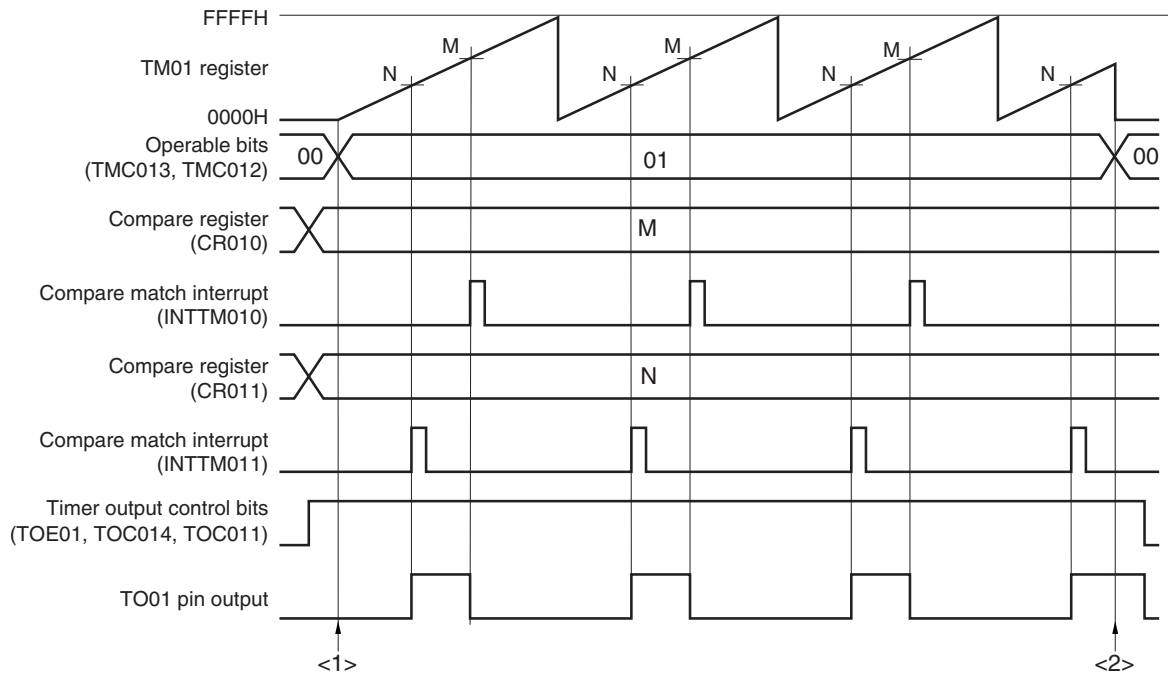 FFFFH
TM01 register
0000H
N M N M N M N
Operable bits
(TMC013, TMC012)
00 01 00
Compare register
(CR010)
M
Compare match interrupt
(INTTM010)
Compare register
(CR011)
N
Compare match interrupt
(INTTM011)
Timer output control bits
(TOE01, TOC014, TOC011)
TO01 pin output
<1> <2>